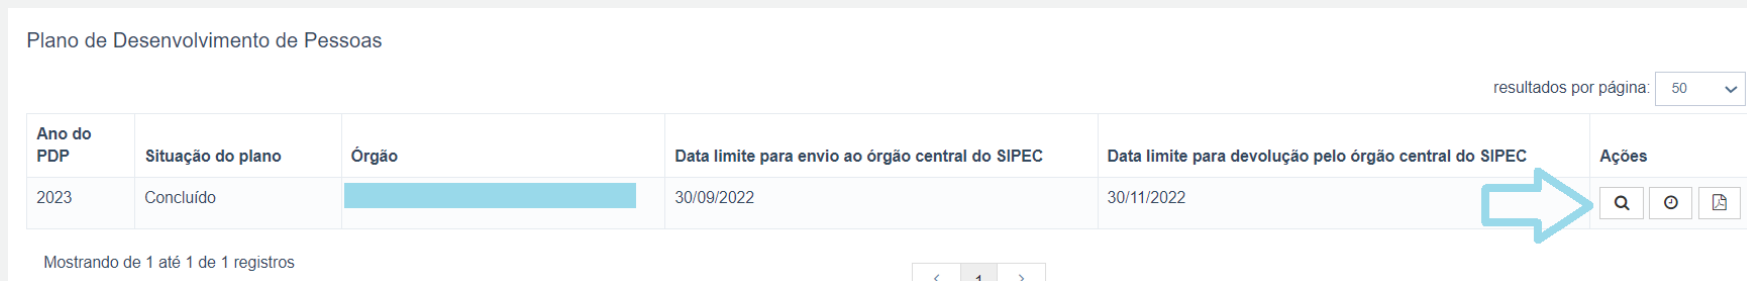 Plano de Desenvolvimento de Pessoas
resultados por página: 50
Ano do PDP Situação do plano Órgão Data limite para envio ao órgão central do SIPEC Data limite para devolução pelo órgão central do SIPEC Ações
2023 Concluído 30/09/2022 30/11/2022
Mostrando de 1 até 1 de 1 registros
< 1 >